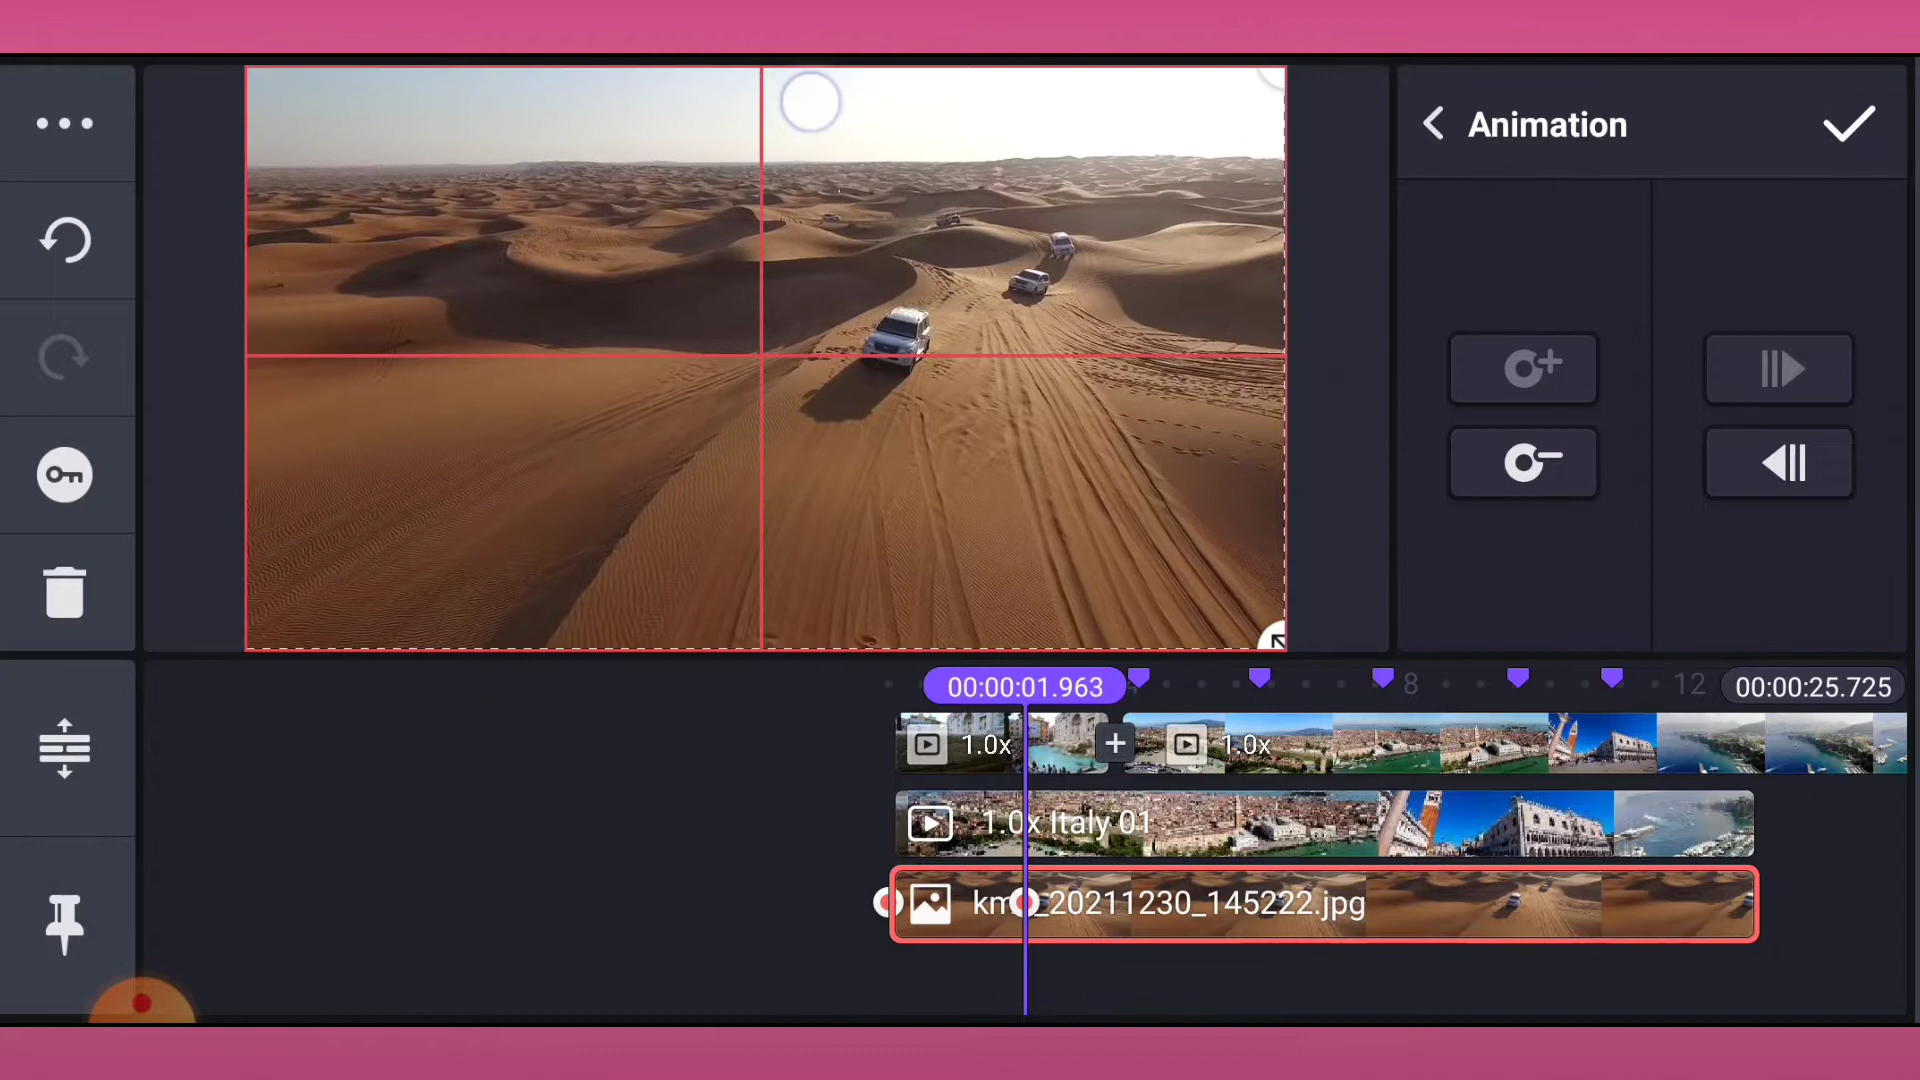 Animation
00:00:01.963
8
12
00:00:25.725
1.0x
1.0x
1.0x Italy 01
km_20211230_145222.jpg